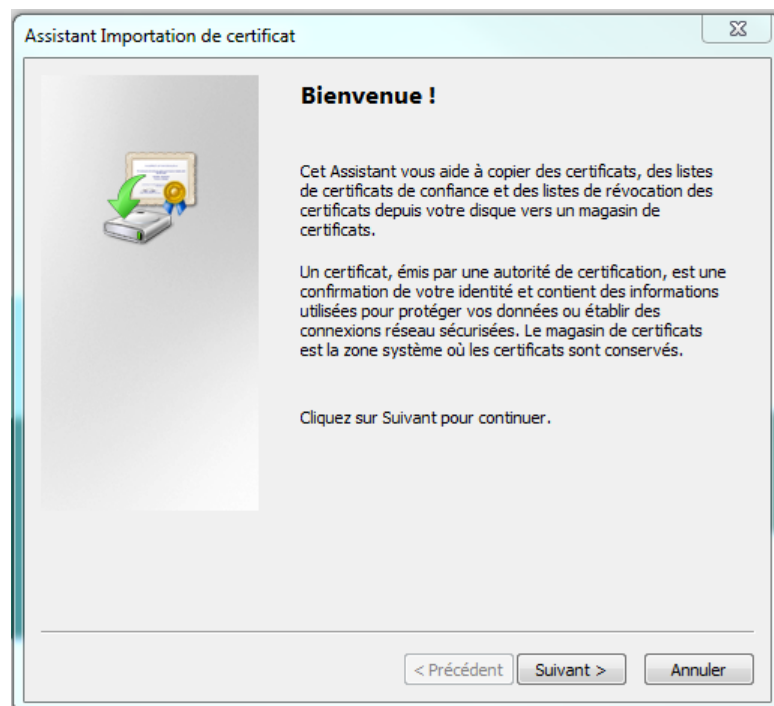 Assistant Importation de certificat
Bienvenue !
Cet Assistant vous aide à copier des certificats, des listes
de certificats de confiance et des listes de révocation des
certificats depuis votre disque vers un magasin de
certificats.
Un certificat, émis par une autorité de certification, est une
confirmation de votre identité et contient des informations
utilisées pour protéger vos données ou établir des
connexions réseau sécurisées. Le magasin de certificats
est la zone système où les certificats sont conservés.
Cliquez sur Suivant pour continuer.
< Précédent
Suivant >
Annuler